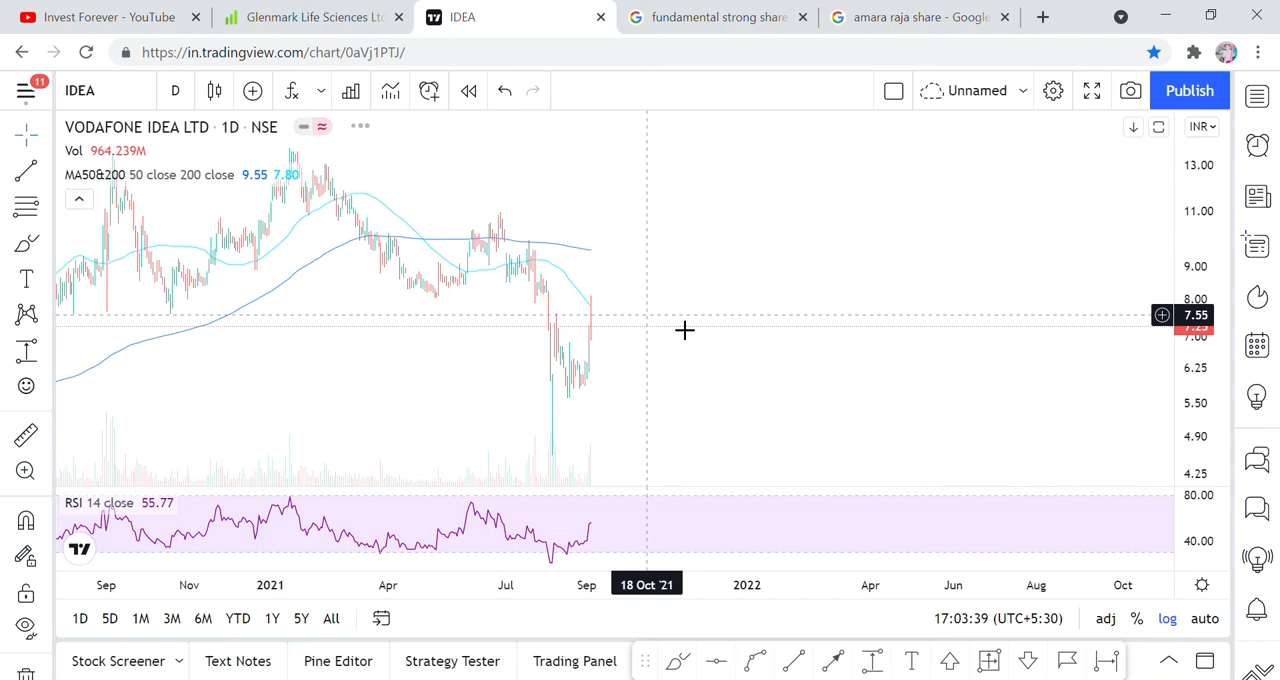 Invest Forever - YouTube
Glenmark Life Sciences Ltd
IDEA
fundamental strong share
amara raja share - Google
https://in.tradingview.com/chart/0aVj1PTJ/
11
IDEA
D
Unnamed
Publish
VODAFONE IDEA LTD · 1D · NSE
INR
Vol 964.239M
MA50&200 50 close 200 close 9.55 7.80
13.00
11.00
9.00
8.00
7.55
7.25
7.00
6.25
5.50
4.90
4.25
RSI 14 close 55.77
80.00
40.00
Sep
Nov
2021
Apr
Jul
Sep
18 Oct '21
2022
Apr
Jun
Aug
Oct
1D 5D 1M 3M 6M YTD 1Y 5Y All
17:03:39 (UTC+5:30)
adj % log auto
Stock Screener
Text Notes
Pine Editor
Strategy Tester
Trading Panel